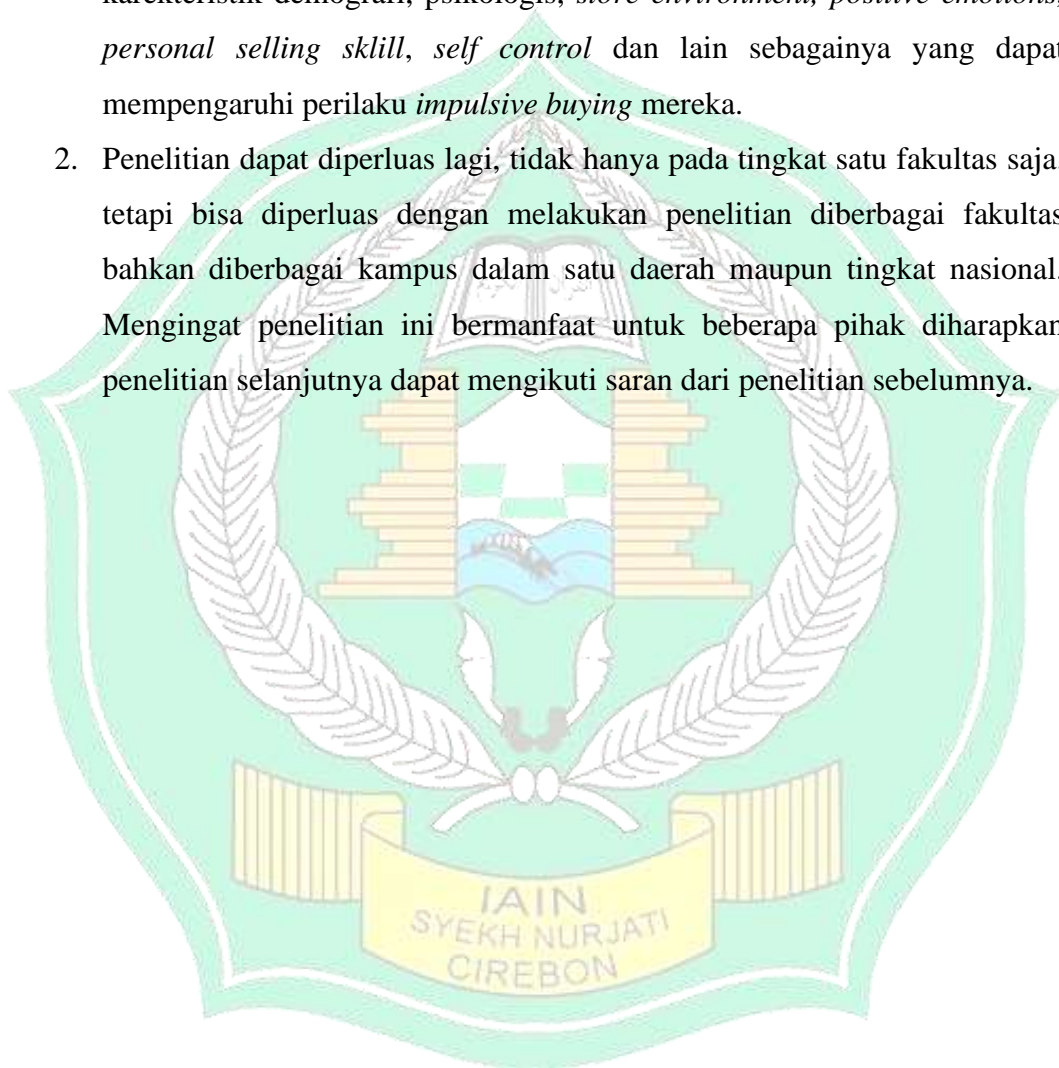 karekteristik demografi, psikologis, store environment, positive emotions,
personal selling sklill, self control dan lain sebagainya yang dapat
mempengaruhi perilaku impulsive buying mereka.
2. Penelitian dapat diperluas lagi, tidak hanya pada tingkat satu fakultas saja.
tetapi bisa diperluas dengan melakukan penelitian diberbagai fakultas
bahkan diberbagai kampus dalam satu daerah maupun tingkat nasional.
Mengingat penelitian ini bermanfaat untuk beberapa pihak diharapkan
penelitian selanjutnya dapat mengikuti saran dari penelitian sebelumnya.
IAIN
SYEKH NURJATI
CIREBON